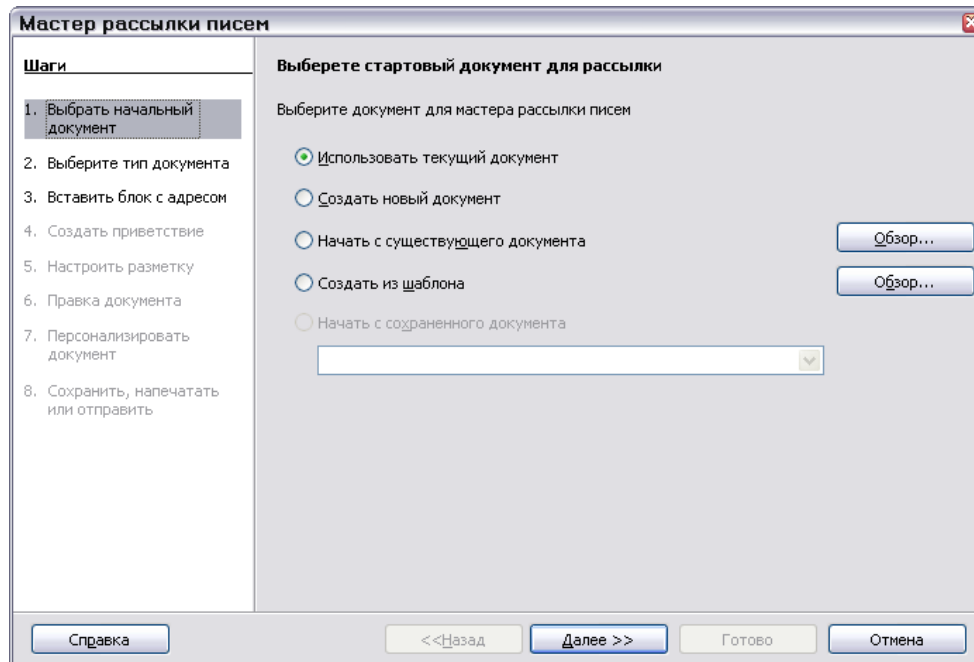 Мастер рассылки писем
Шаги
1. Выбрать начальный
документ
2. Выберите тип документа
3. Вставить блок с адресом
4. Создать приветствие
5. Настроить разметку
6. Правка документа
7. Персонализировать
документ
8. Сохранить, напечатать
или отправить
Выберете стартовый документ для рассылки
Выберите документ для мастера рассылки писем
Использовать текущий документ
Создать новый документ
Начать с существующего документа
Обзор...
Создать из шаблона
Обзор...
Начать с сохраненного документа
Справка
<<Назад
Далее >>
Готово
Отмена